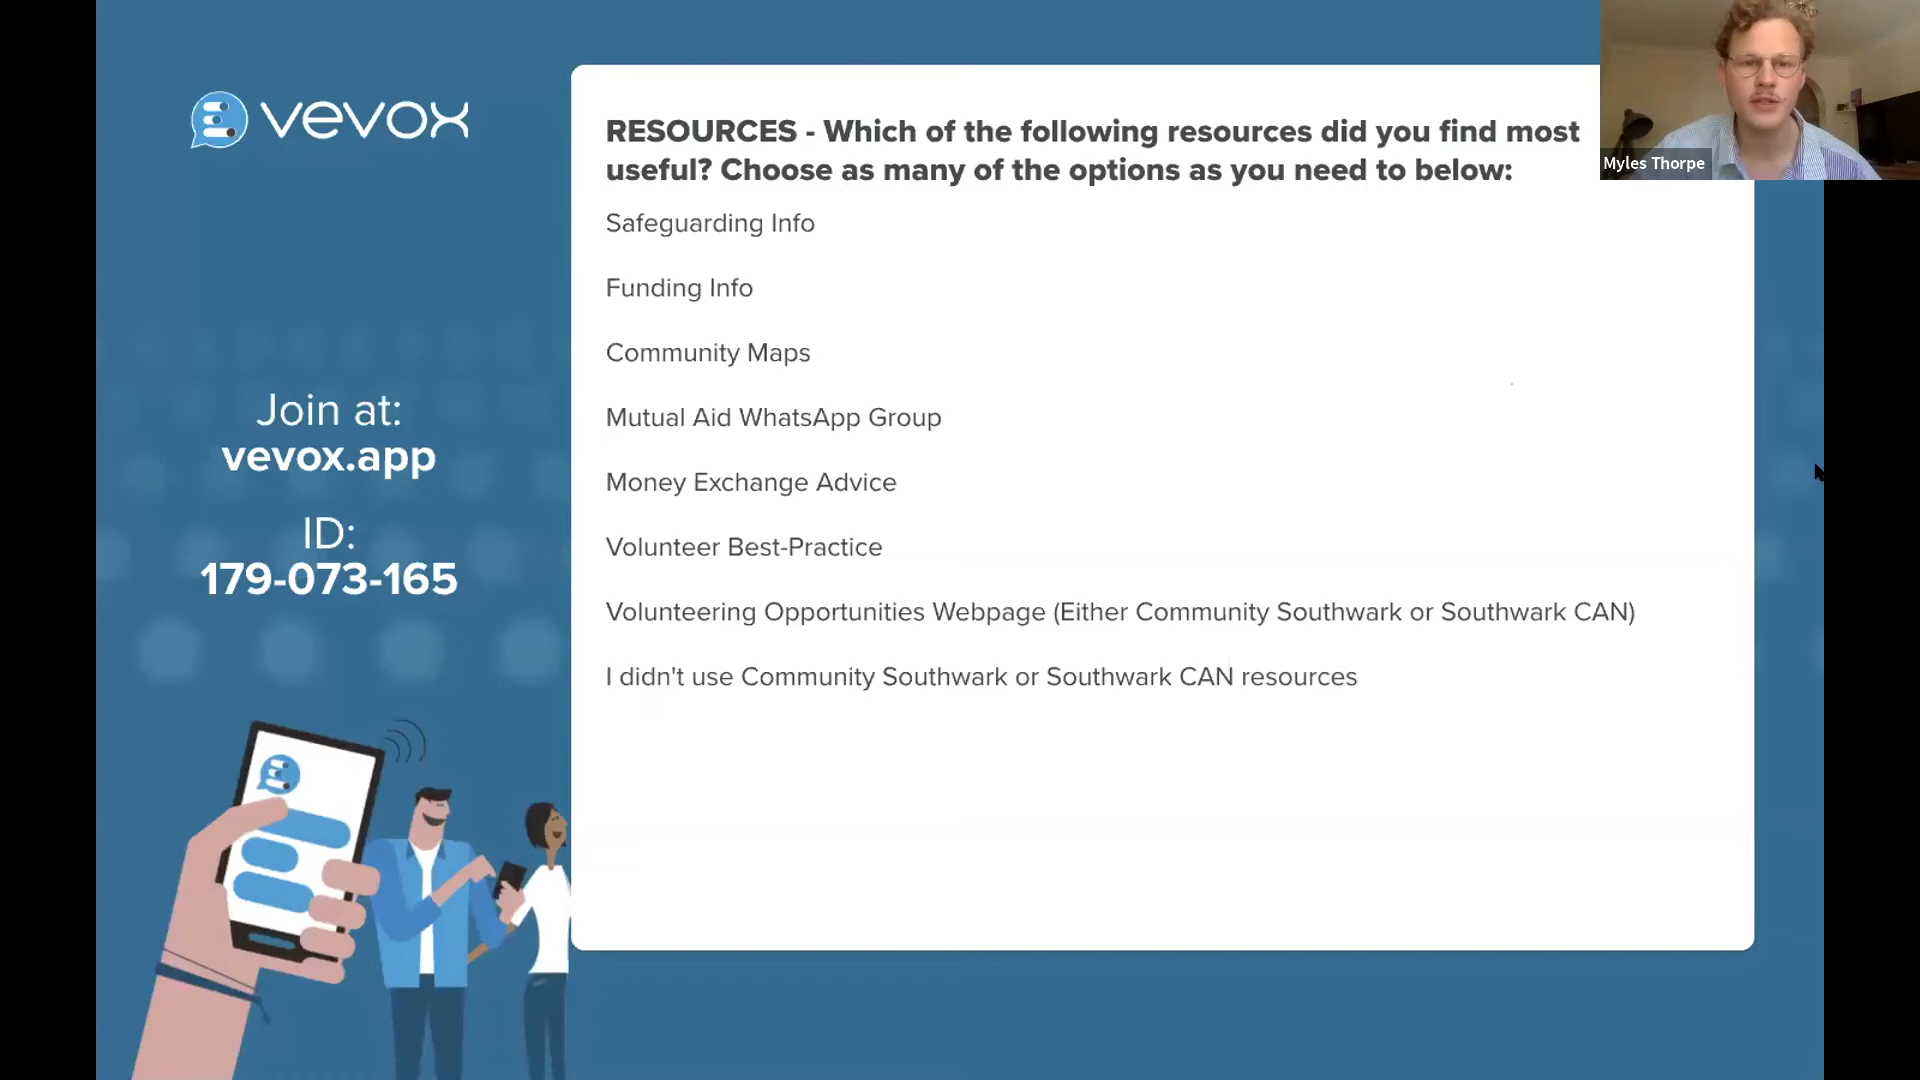 vevox
Join at:
vevox.app
ID:
179-073-165
RESOURCES - Which of the following resources did you find most
useful? Choose as many of the options as you need to below:
Safeguarding Info
Funding Info
Community Maps
Mutual Aid WhatsApp Group
Money Exchange Advice
Volunteer Best-Practice
Volunteering Opportunities Webpage (Either Community Southwark or Southwark CAN)
I didn't use Community Southwark or Southwark CAN resources
Myles Thorpe